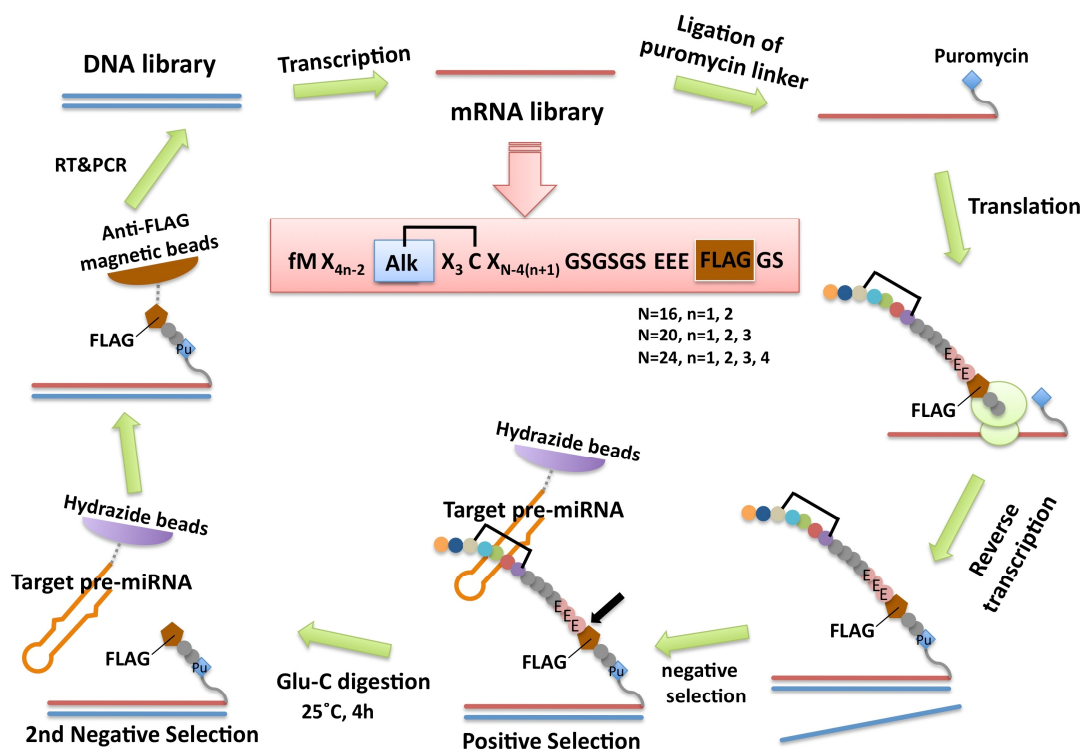 DNA library
Transcription
mRNA library
Ligation of
puromycin linker
Puromycin
Translation
fM X4n-2 Alk X3 C XN-4(n+1) GSGSGS EEE FLAG GS
N=16, n=1, 2
N=20, n=1, 2, 3
N=24, n=1, 2, 3, 4
E
E
E
FLAG
Reverse
transcription
E
E
E
FLAG
Pu
negative
selection
Hydrazide beads
Target pre-miRNA
E
E
E
FLAG
Pu
Positive Selection
Glu-C digestion
25˚C, 4h
Hydrazide beads
Target pre-miRNA
FLAG
Pu
2nd Negative Selection
Anti-FLAG
magnetic beads
FLAG
Pu
RT&PCR